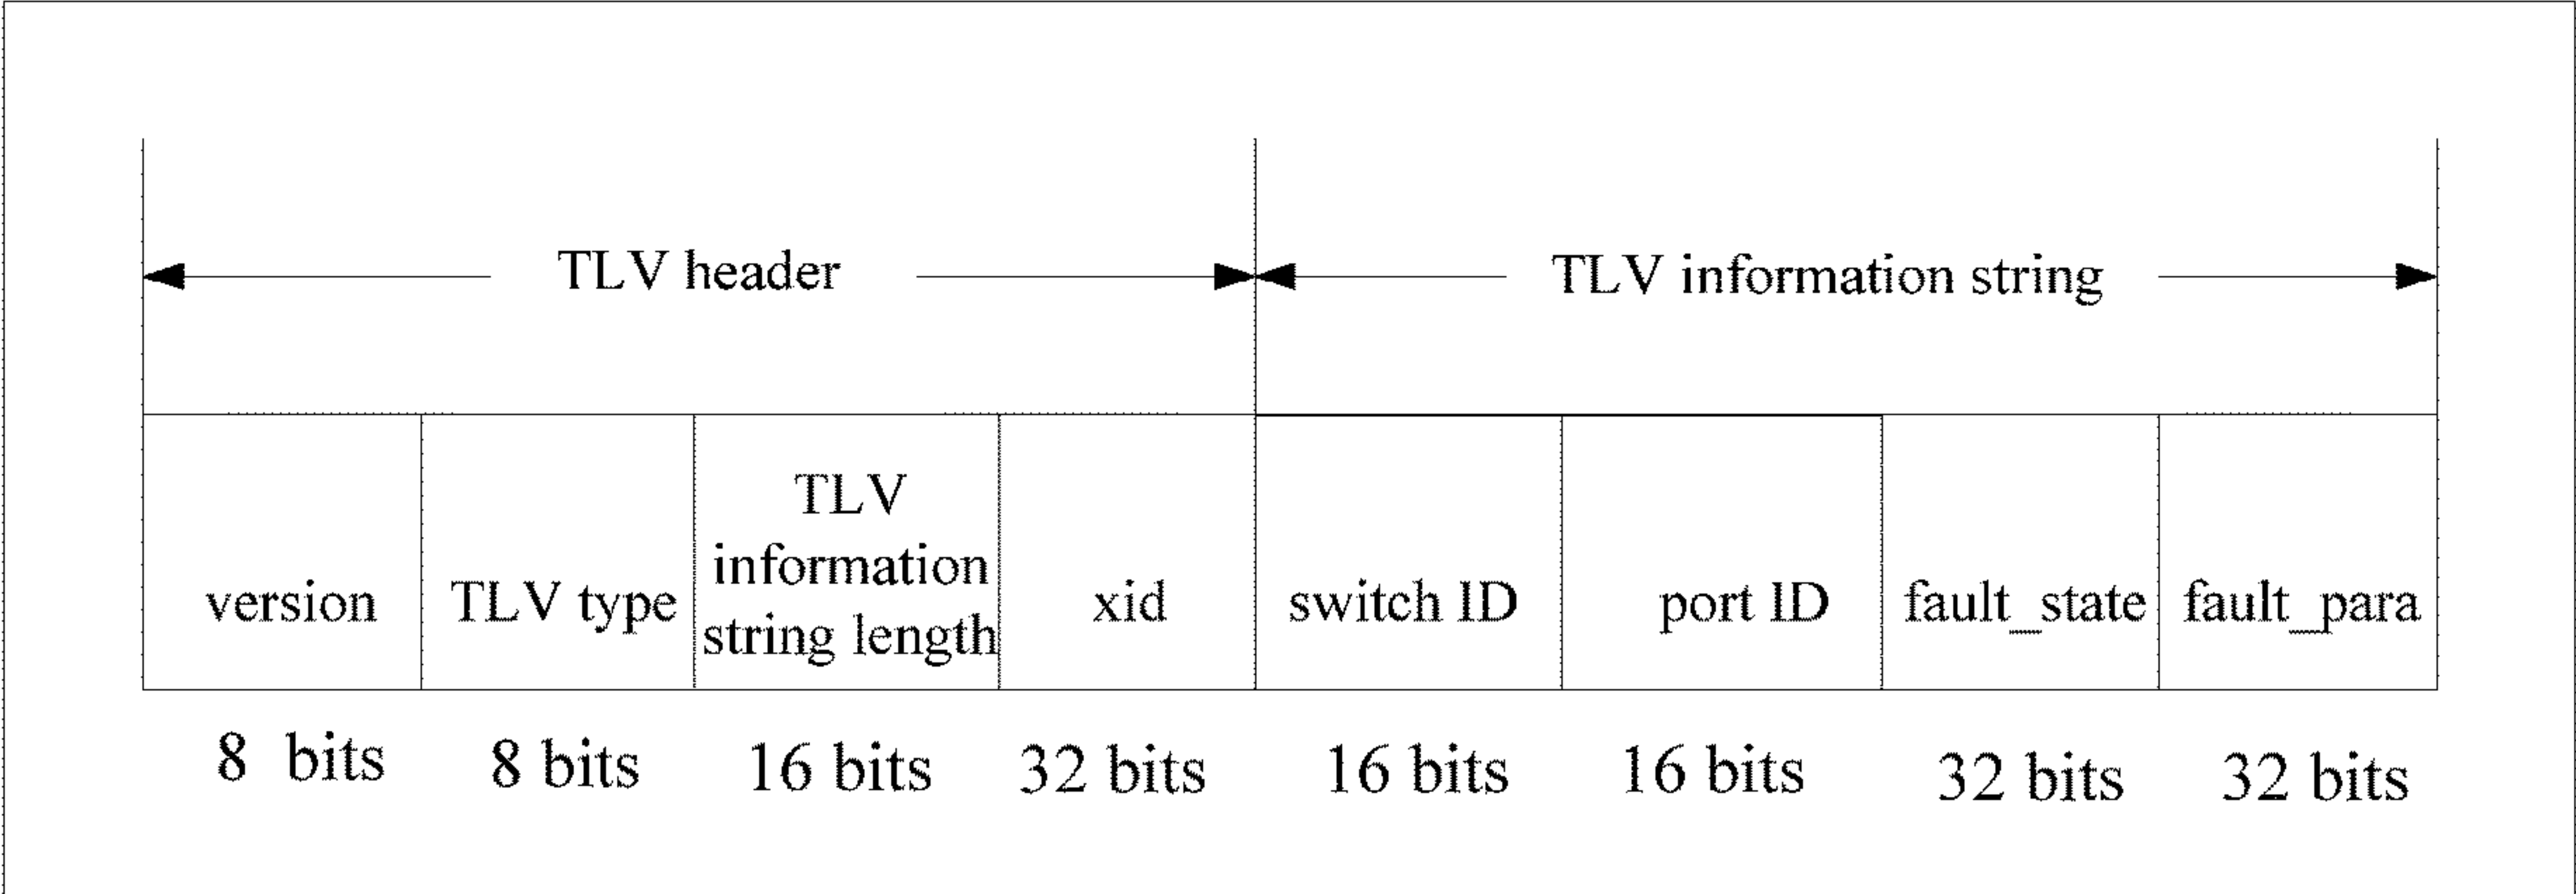 TLV header
TLV information string
version
TLV type
TLV
information
string length
xid
switch ID
port ID
fault_state
fault_para
8 bits
8 bits
16 bits
32 bits
16 bits
16 bits
32 bits
32 bits